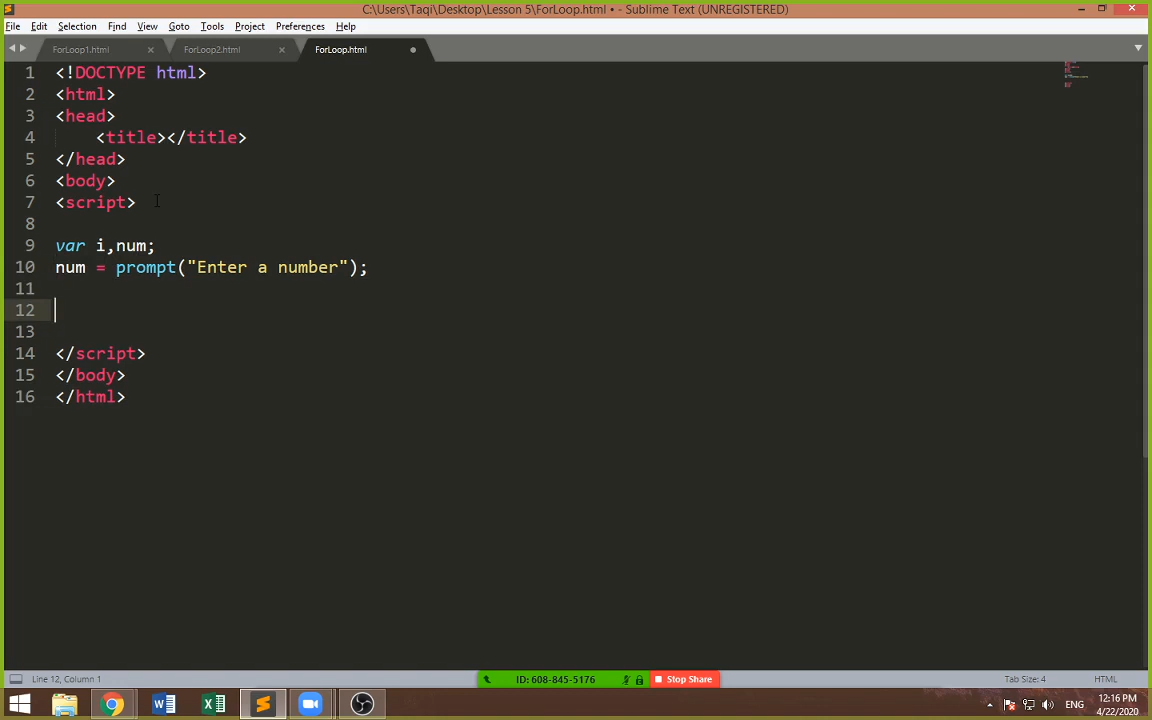 C:\Users\Taqi\Desktop\Lesson 5\ForLoop.html • - Sublime Text (UNREGISTERED)
File Edit Selection Find View Goto Tools Project Preferences Help
ForLoop1.html ForLoop2.html ForLoop.html
1 <!DOCTYPE html>
2 <html>
3 <head>
4 <title></title>
5 </head>
6 <body>
7 <script>
8
9 var i,num;
10 num = prompt("Enter a number");
11
12
13
14 </script>
15 </body>
16 </html>
Line 12, Column 1 ID: 608-845-5176 Stop Share Tab Size: 4 HTML
ENG 12:16 PM
4/22/2020